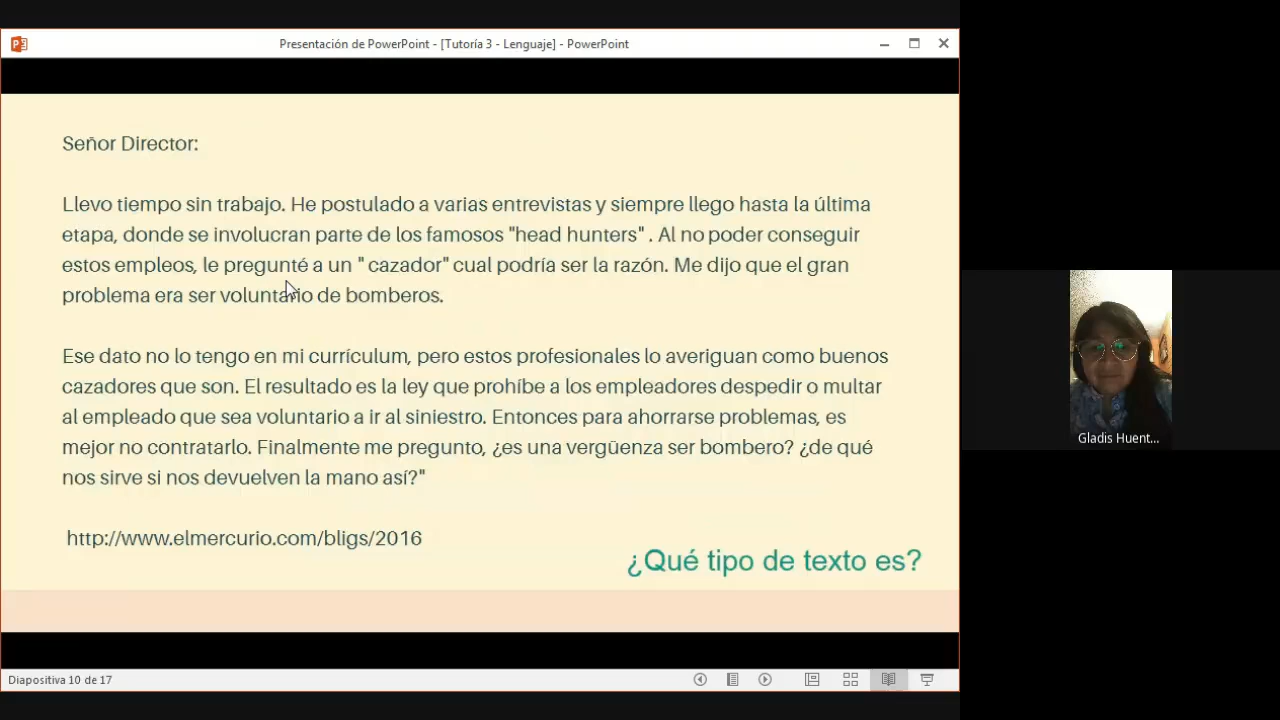 Presentación de PowerPoint - [Tutoría 3 - Lenguaje] - PowerPoint
Señor Director:
Llevo tiempo sin trabajo. He postulado a varias entrevistas y siempre llego hasta la última
etapa, donde se involucran parte de los famosos "head hunters" . Al no poder conseguir
estos empleos, le pregunté a un " cazador" cual podría ser la razón. Me dijo que el gran
problema era ser voluntario de bomberos.
Ese dato no lo tengo en mi currículum, pero estos profesionales lo averiguan como buenos
cazadores que son. El resultado es la ley que prohíbe a los empleadores despedir o multar
al empleado que sea voluntario a ir al siniestro. Entonces para ahorrarse problemas, es
mejor no contratarlo. Finalmente me pregunto, ¿es una vergüenza ser bombero? ¿de qué
nos sirve si nos devuelven la mano así?"
http://www.elmercurio.com/bligs/2016
¿Qué tipo de texto es?
Gladis Huent...
Diapositiva 10 de 17